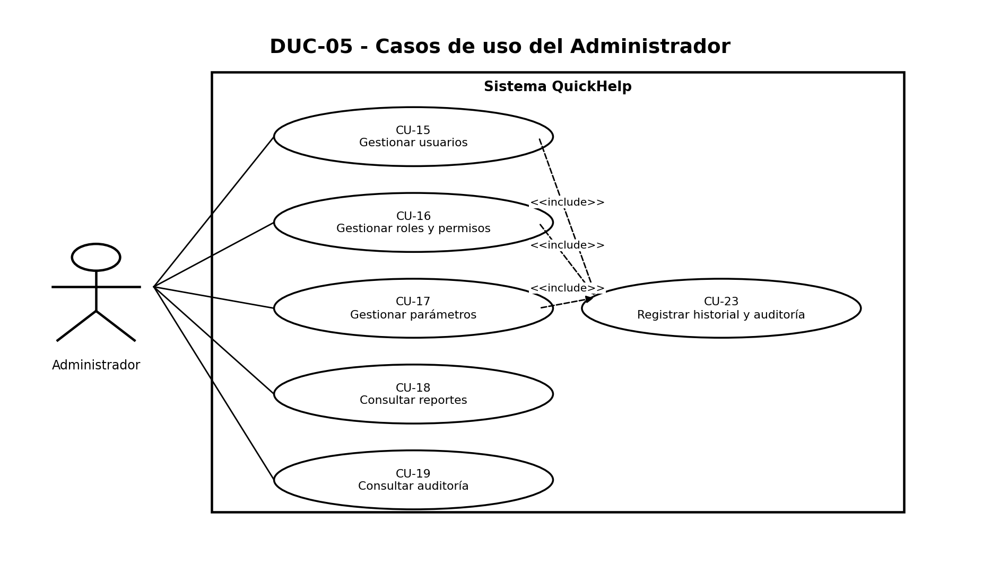 DUC-05 - Casos de uso del Administrador
Sistema QuickHelp
CU-15
Gestionar usuarios
<<include>>
CU-16
Gestionar roles y permisos
<<include>>
<<include>>
CU-17
Gestionar parámetros
CU-23
Registrar historial y auditoría
Administrador
CU-18
Consultar reportes
CU-19
Consultar auditoría